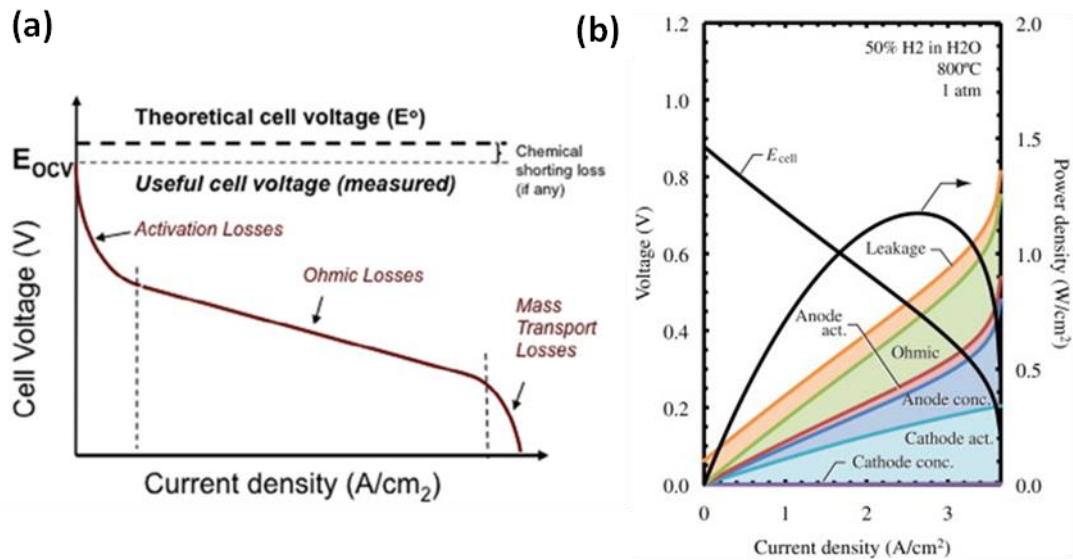 (a)
Theoretical cell voltage (Eº)
EOCV
Chemical
shorting loss
(if any)
Useful cell voltage (measured)
Activation Losses
Ohmic Losses
Mass
Transport
Losses
Cell Voltage (V)
Current density (A/cm2)
(b)
1.2
1.0
0.8
0.6
0.4
0.2
0.0
Voltage (V)
50% H2 in H2O
800ºC
1 atm
Ecell
Leakage
Anode
act.
Ohmic
Anode conc.
Cathode act.
Cathode conc.
2.0
1.5
1.0
0.5
0.0
Power density (W/cm²)
0
1
2
3
Current density (A/cm²)